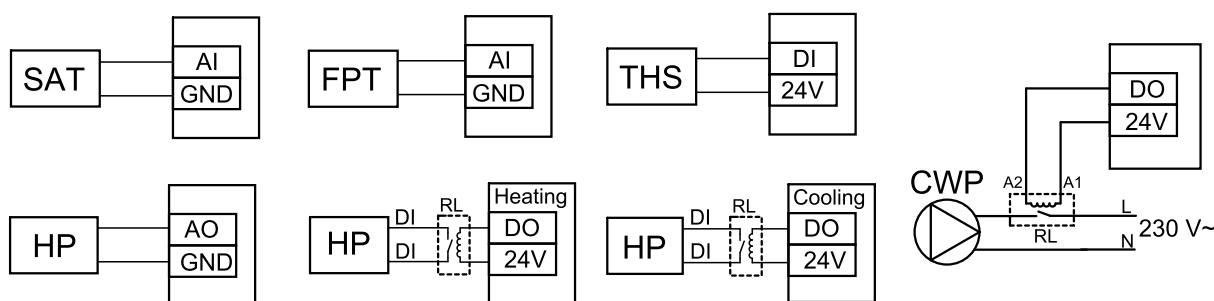 SAT
AI
GND
FPT
AI
GND
THS
DI
24V
DO
24V
CWP
A2
A1
L
RL
230 V~
N
HP
AO
GND
Heating
RL
DI
HP
DI
DO
24V
Cooling
RL
DI
HP
DI
DO
24V